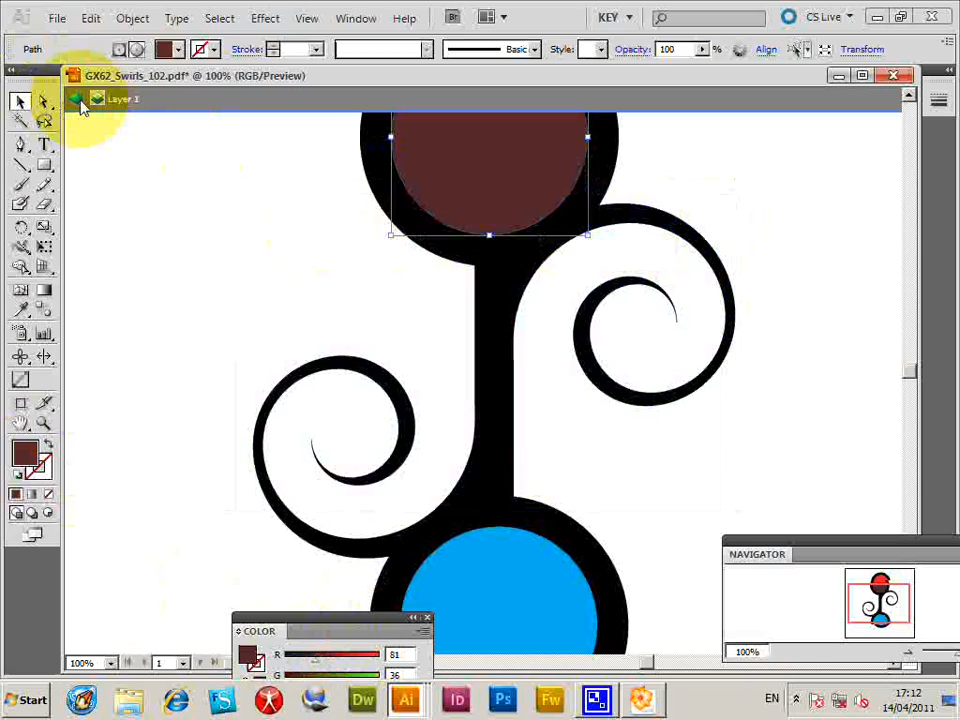 Ai File Edit Object Type Select Effect View Window Help Br KEY CS Live
Path Stroke: Basic Style: Opacity: 100 Align Transform
GX62_Swirls_102.pdf* @ 100% (RGB/Preview)
Layer 1
T
NAVIGATOR
100%
COLOR
R 81
G 36
100% 1
Start Dw Ai Id Ps Fw EN 17:12
14/04/2011